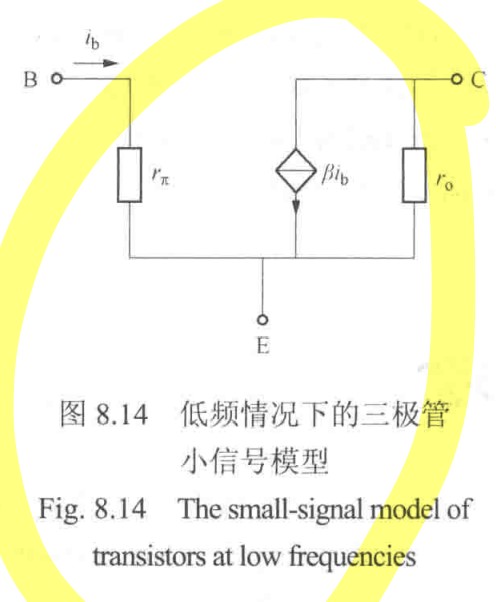 i_b
B
C
r_π
βi_b
r_o
E
图 8.14 低频情况下的三极管
小信号模型
Fig. 8.14 The small-signal model of
transistors at low frequencies